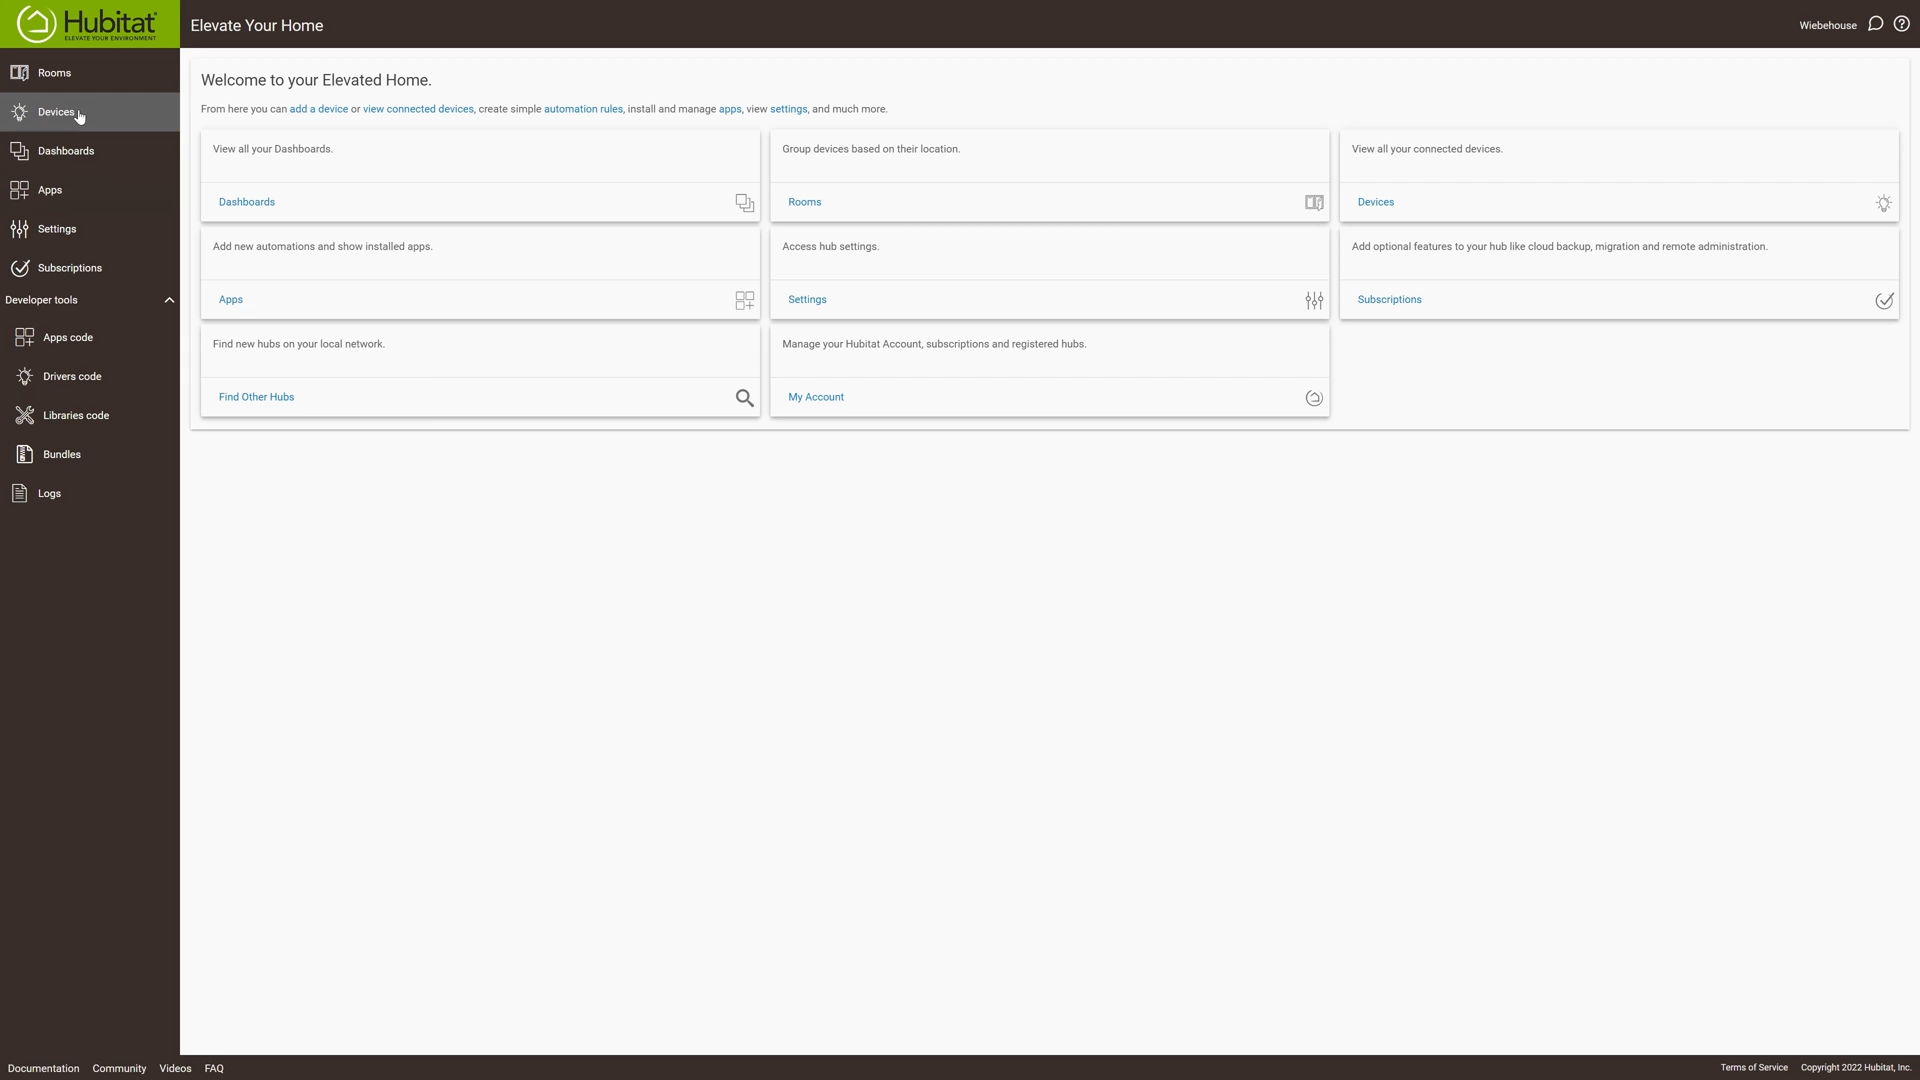 Hubitat
ELEVATE YOUR ENVIRONMENT
Elevate Your Home
Wiebehouse
Rooms
Devices
Dashboards
Apps
Settings
Subscriptions
Developer tools
Apps code
Drivers code
Libraries code
Bundles
Logs
Welcome to your Elevated Home.
From here you can add a device or view connected devices, create simple automation rules, install and manage apps, view settings, and much more.
View all your Dashboards.
Dashboards
Group devices based on their location.
Rooms
View all your connected devices.
Devices
Add new automations and show installed apps.
Apps
Access hub settings.
Settings
Add optional features to your hub like cloud backup, migration and remote administration.
Subscriptions
Find new hubs on your local network.
Find Other Hubs
Manage your Hubitat Account, subscriptions and registered hubs.
My Account
Documentation Community Videos FAQ
Terms of Service Copyright 2022 Hubitat, Inc.